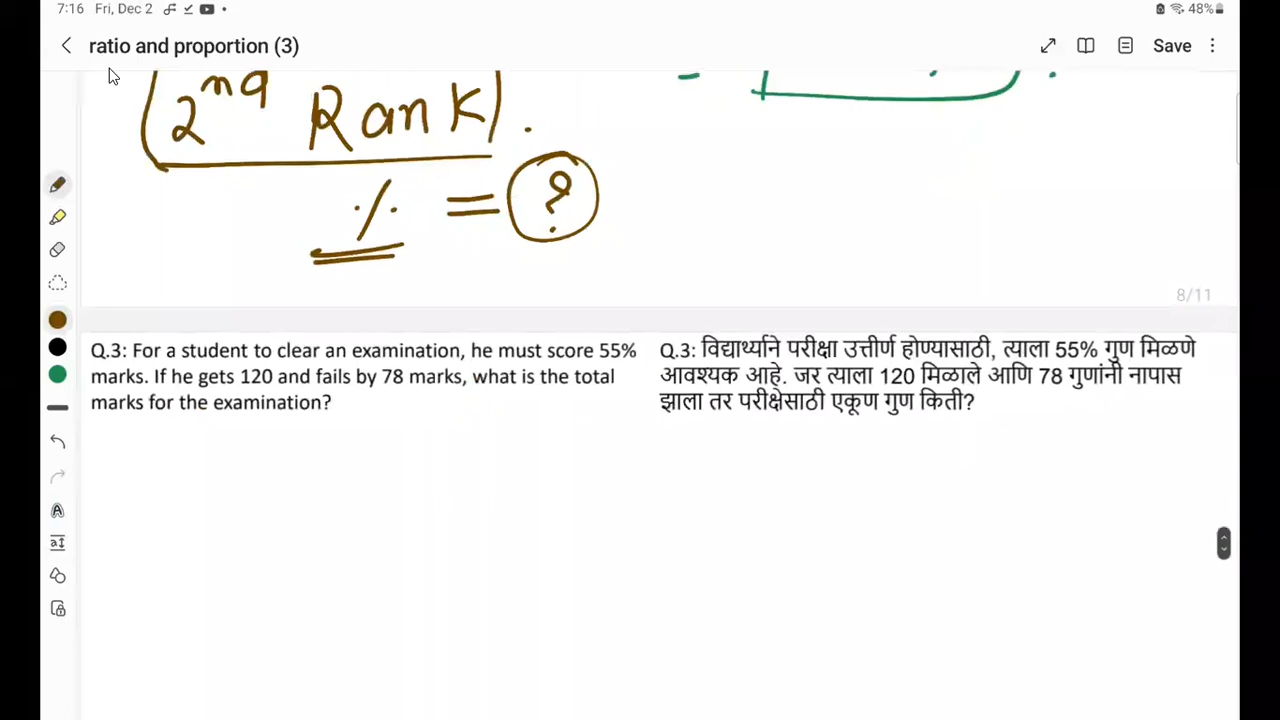 7:16 Fri, Dec 2
48%
ratio and proportion (3)
Save
2nd Rank
% = ?
8/11
Q.3: For a student to clear an examination, he must score 55%
marks. If he gets 120 and fails by 78 marks, what is the total
marks for the examination?
Q.3: विद्यार्थ्याने परीक्षा उत्तीर्ण होण्यासाठी, त्याला 55% गुण मिळणे
आवश्यक आहे. जर त्याला 120 मिळाले आणि 78 गुणांनी नापास
झाला तर परीक्षेसाठी एकूण गुण किती?